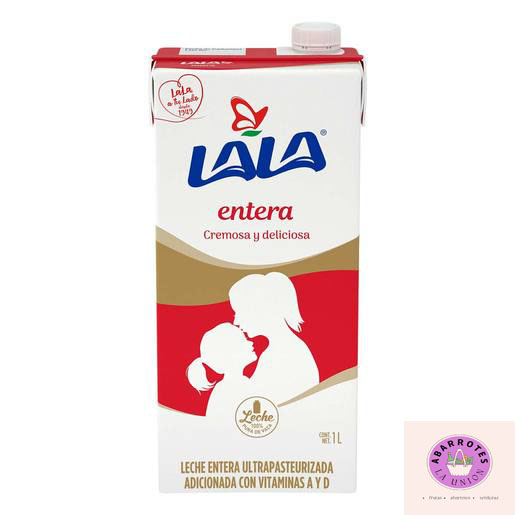 LALA
a Tu Lado
desde
1949
LALA®
entera
Cremosa y deliciosa
Leche
100%
PURA DE VACA
CONT.
NET. 1 L
LECHE ENTERA ULTRAPASTEURIZADA
ADICIONADA CON VITAMINAS A Y D
ABARROTES
LA UNION